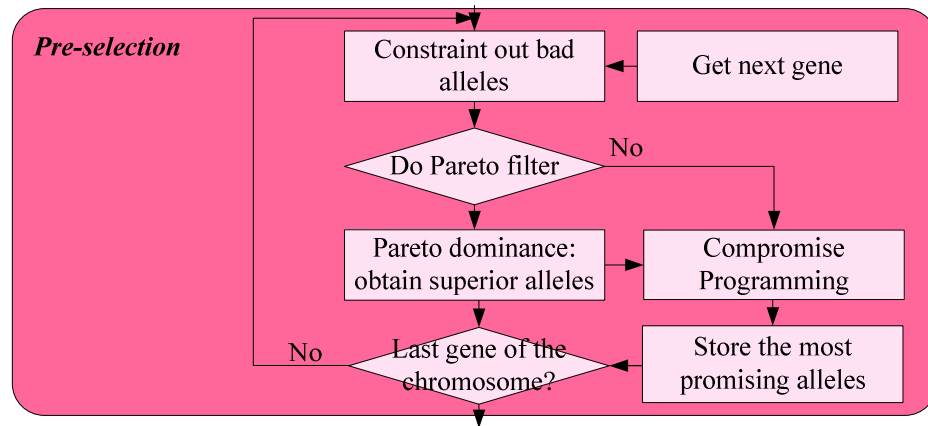 Pre-selection
Constraint out bad
alleles
Get next gene
Do Pareto filter
No
Pareto dominance:
obtain superior alleles
Compromise
Programming
No
Last gene of the
chromosome?
Store the most
promising alleles